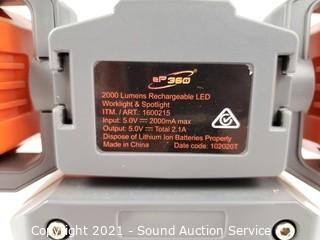 eP360
2000 Lumens Rechargeable LED
Worklight & Spotlight
ITM. / ART.: 1600215
Input: 5.0V ⎓ 2000mA max
Output: 5.0V ⎓ Total 2.1A
Dispose of Lithium Ion Batteries Properly
Made in China Date code: 102020T
Copyright 2021 - Sound Auction Service